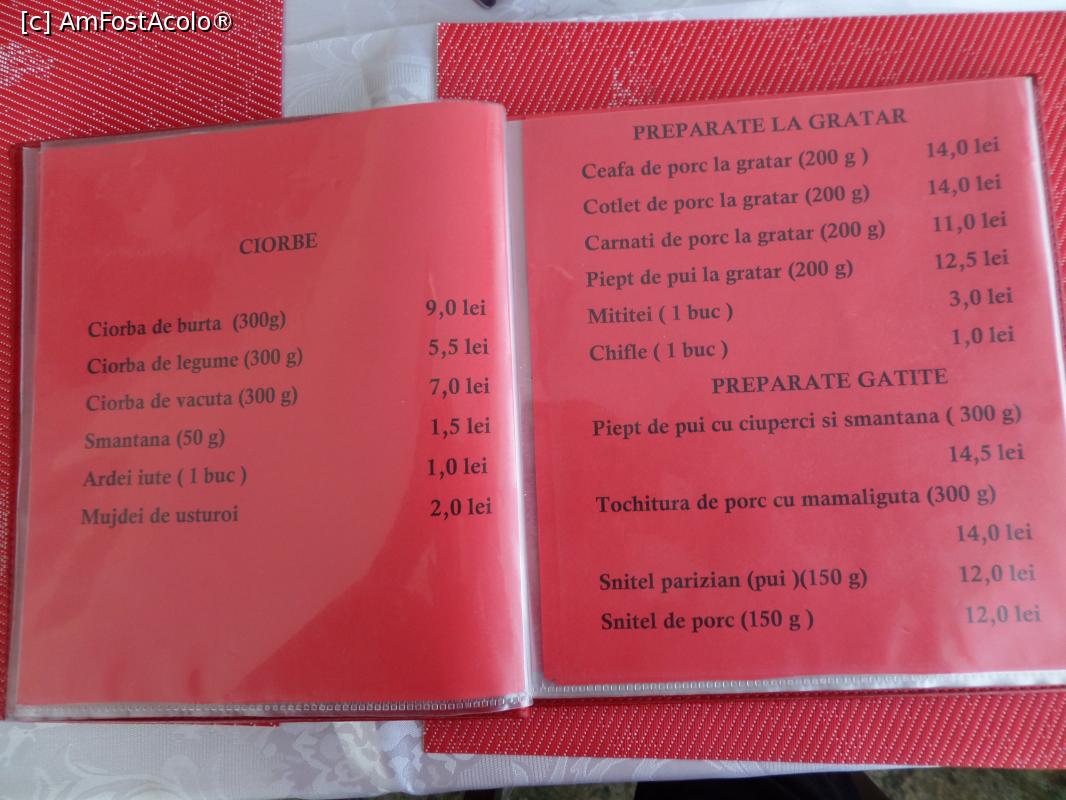 [c] AmFostAcolo®
CIORBE
Ciorba de burta (300g) 9,0 lei
Ciorba de legume (300 g) 5,5 lei
Ciorba de vacuta (300 g) 7,0 lei
Smantana (50 g) 1,5 lei
Ardei iute ( 1 buc ) 1,0 lei
Mujdei de usturoi 2,0 lei
PREPARATE LA GRATAR
Ceafa de porc la gratar (200 g ) 14,0 lei
Cotlet de porc la gratar (200 g) 14,0 lei
Carnati de porc la gratar (200 g) 11,0 lei
Piept de pui la gratar (200 g) 12,5 lei
Mititei ( 1 buc ) 3,0 lei
Chifle ( 1 buc ) 1,0 lei
PREPARATE GATITE
Piept de pui cu ciuperci si smantana ( 300 g)
14,5 lei
Tochitura de porc cu mamaliguta (300 g)
14,0 lei
Snitel parizian (pui )(150 g) 12,0 lei
Snitel de porc (150 g ) 12,0 lei